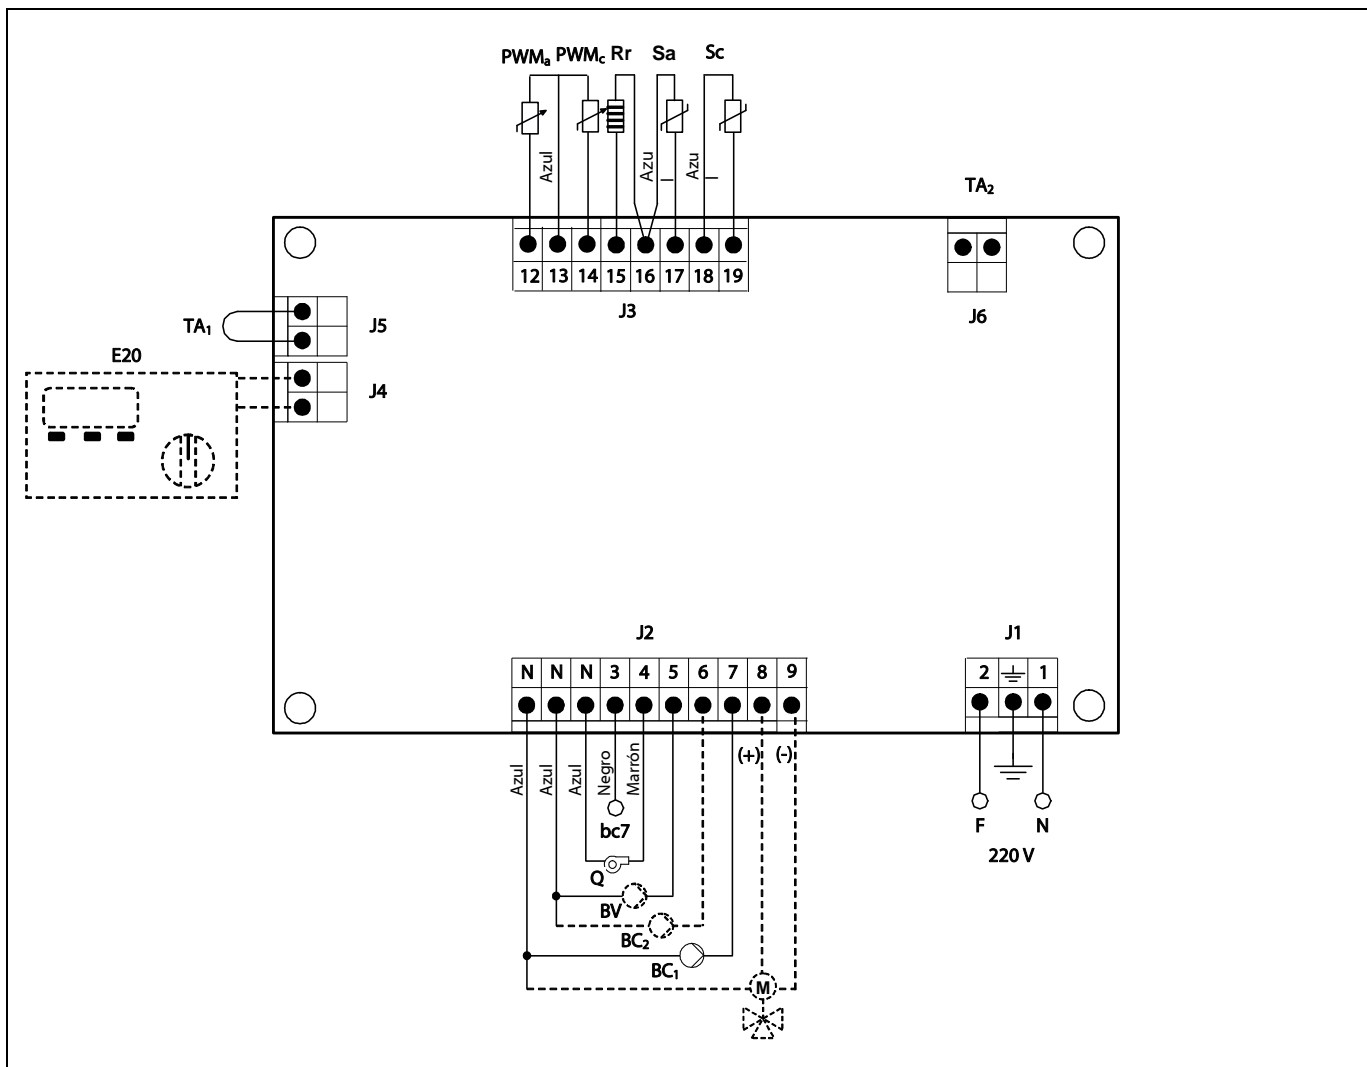 PWMa PWMc Rr Sa Sc
Azul
Azu
l
Azu
l
TA2
12 13 14 15 16 17 18 19
J3
J6
TA1
J5
E20
J4
J2
J1
N N N 3 4 5 6 7 8 9
2 1
Azul
Azul
Azul
Negro
Marrón
(+) (-)
bc7
F N
220 V
Q
BV
BC2
BC1
M